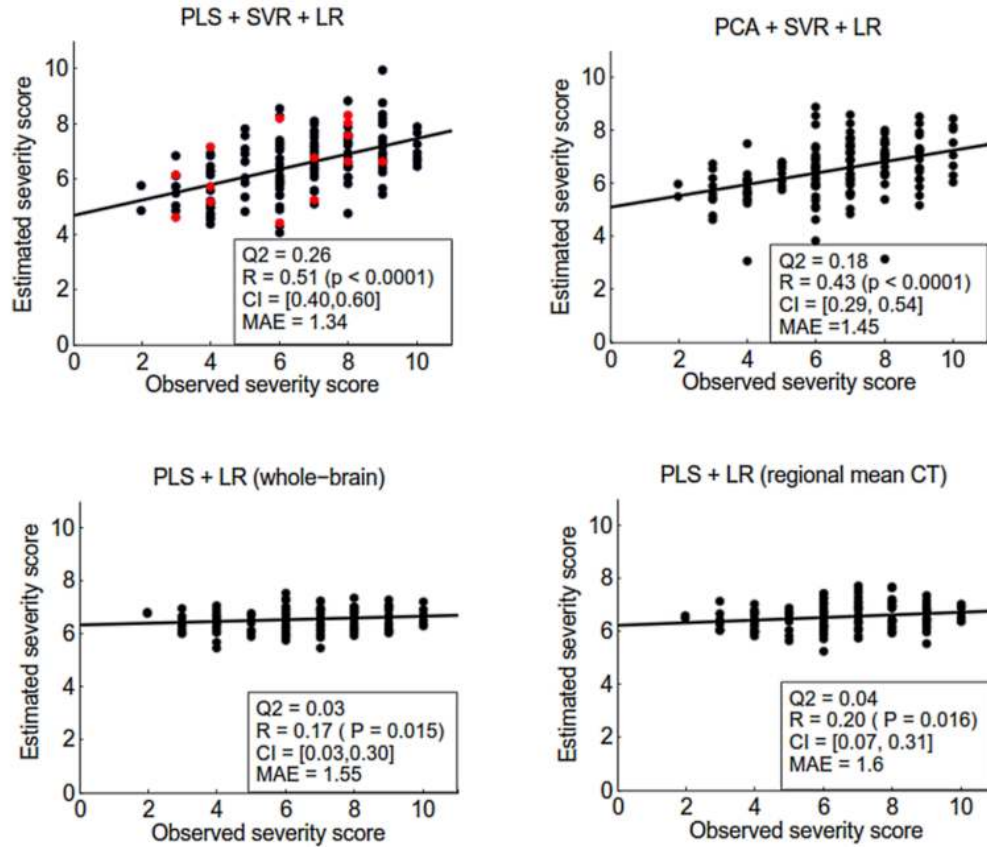 PLS + SVR + LR
10
8
6
4
2
0
Estimated severity score
Q2 = 0.26
R = 0.51 (p < 0.0001)
CI = [0.40,0.60]
MAE = 1.34
0 2 4 6 8 10
Observed severity score
PCA + SVR + LR
10
8
6
4
2
0
Estimated severity score
Q2 = 0.18
R = 0.43 (p < 0.0001)
CI = [0.29, 0.54]
MAE =1.45
0 2 4 6 8 10
Observed severity score
PLS + LR (whole−brain)
10
8
6
4
2
0
Estimated severity score
Q2 = 0.03
R = 0.17 ( P = 0.015)
CI = [0.03,0.30]
MAE = 1.55
0 2 4 6 8 10
Observed severity score
PLS + LR (regional mean CT)
10
8
6
4
2
0
Estimated severity score
Q2 = 0.04
R = 0.20 ( P = 0.016)
CI = [0.07, 0.31]
MAE = 1.6
0 2 4 6 8 10
Observed severity score